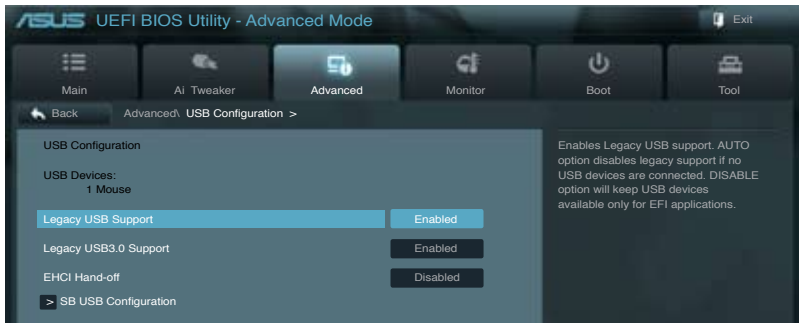 ASUS UEFI BIOS Utility - Advanced Mode
Exit
Main
Ai Tweaker
Advanced
Monitor
Boot
Tool
Back
Advanced\ USB Configuration >
USB Configuration
USB Devices:
1 Mouse
Legacy USB Support Enabled
Legacy USB3.0 Support Enabled
EHCI Hand-off Disabled
> SB USB Configuration
Enables Legacy USB support. AUTO
option disables legacy support if no
USB devices are connected. DISABLE
option will keep USB devices
available only for EFI applications.